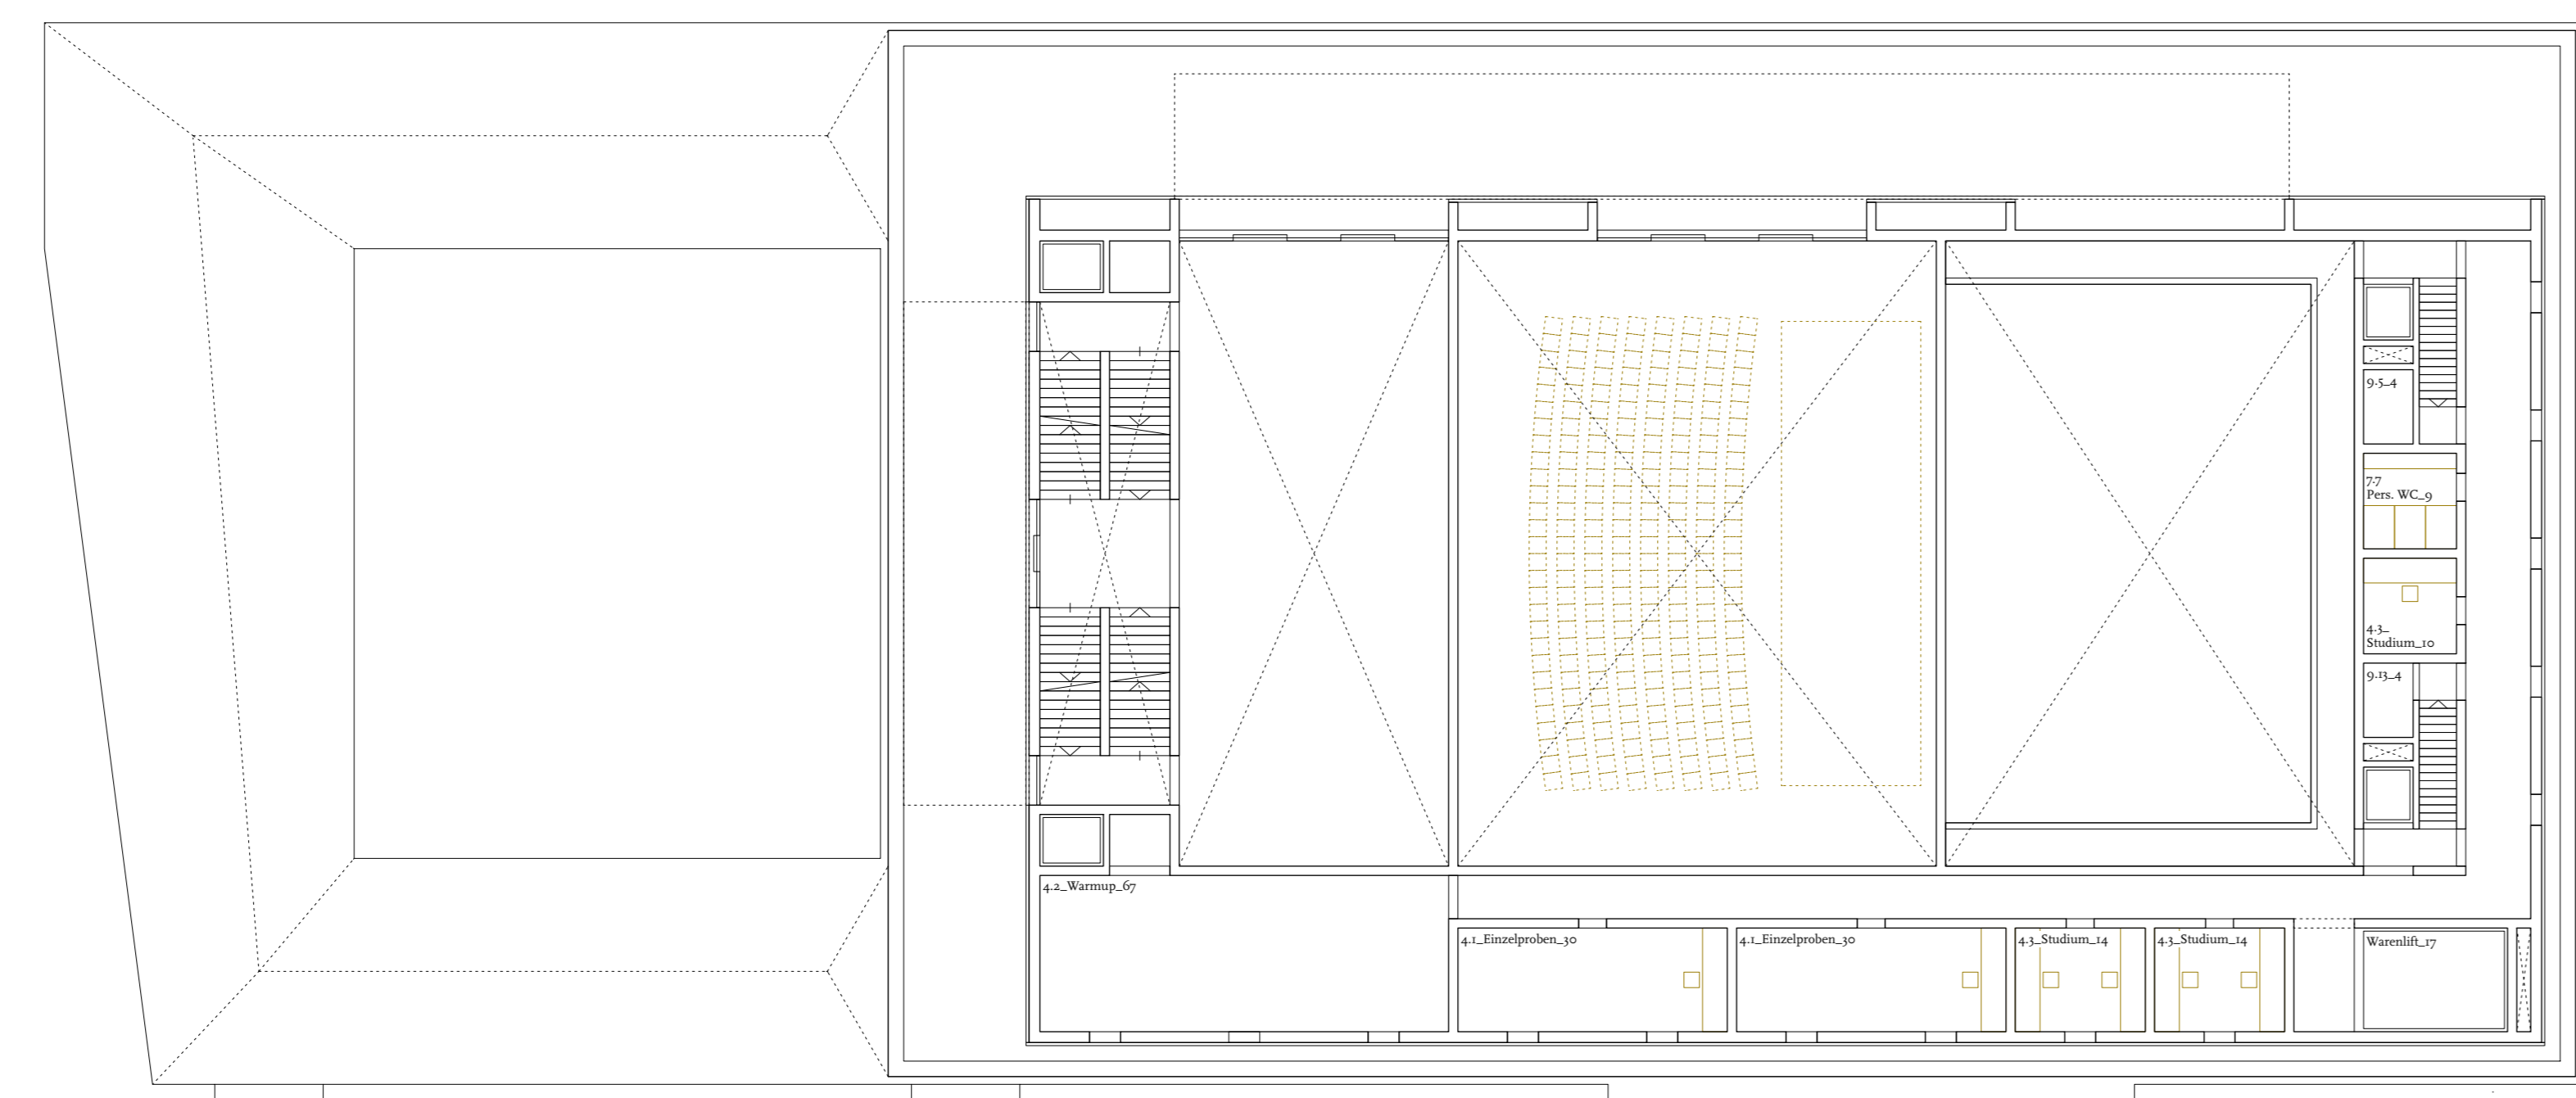 9.5_4
7.7
Pers. WC_9
4.3_
Studium_10
9.13_4
4.2_Warmup_67
4.1_Einzelproben_30
4.1_Einzelproben_30
4.3_Studium_14
4.3_Studium_14
Warenlift_17